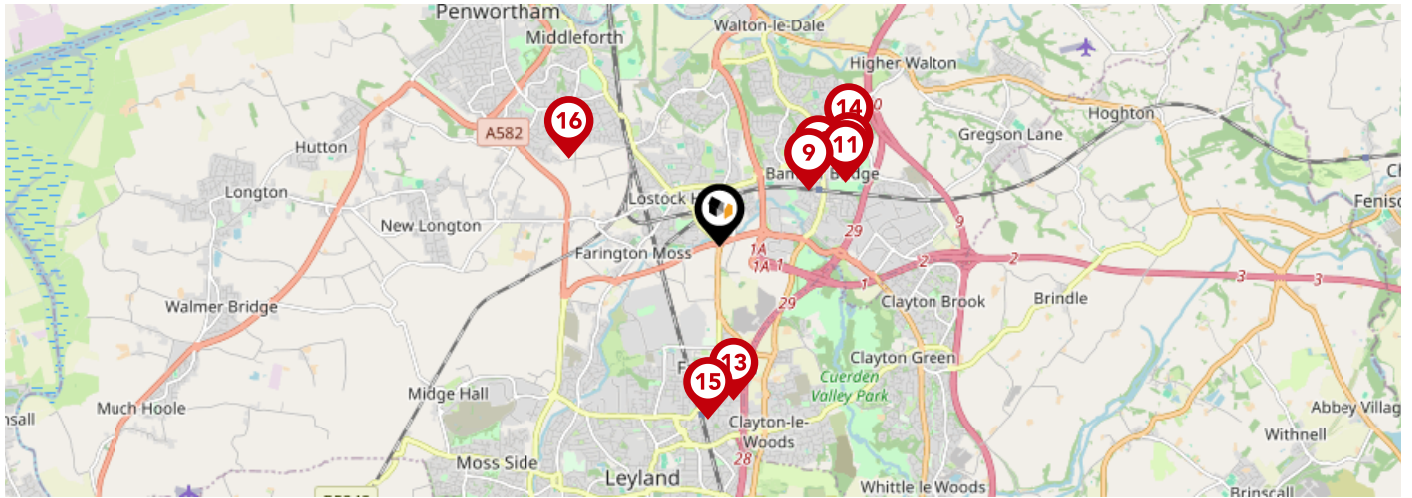 Penwortham
Middleforth
Walton-le-Dale
Higher Walton
14
0
Hoghton
16
A582
Gregson Lane
Hutton
9
11
Longton
Lostock H
New Longton
9
29
Farington Moss
1A
1A
1
2
2
3
3
1
29
Walmer Bridge
Clayton Brook
Brindle
13
Clayton Green
15
Cuerden
Valley Park
Midge Hall
Much Hoole
Clayton-le-
Woods
Abbey Villag
Withnell
28
Moss Side
Leyland
Whittle le Woods
Brinscall